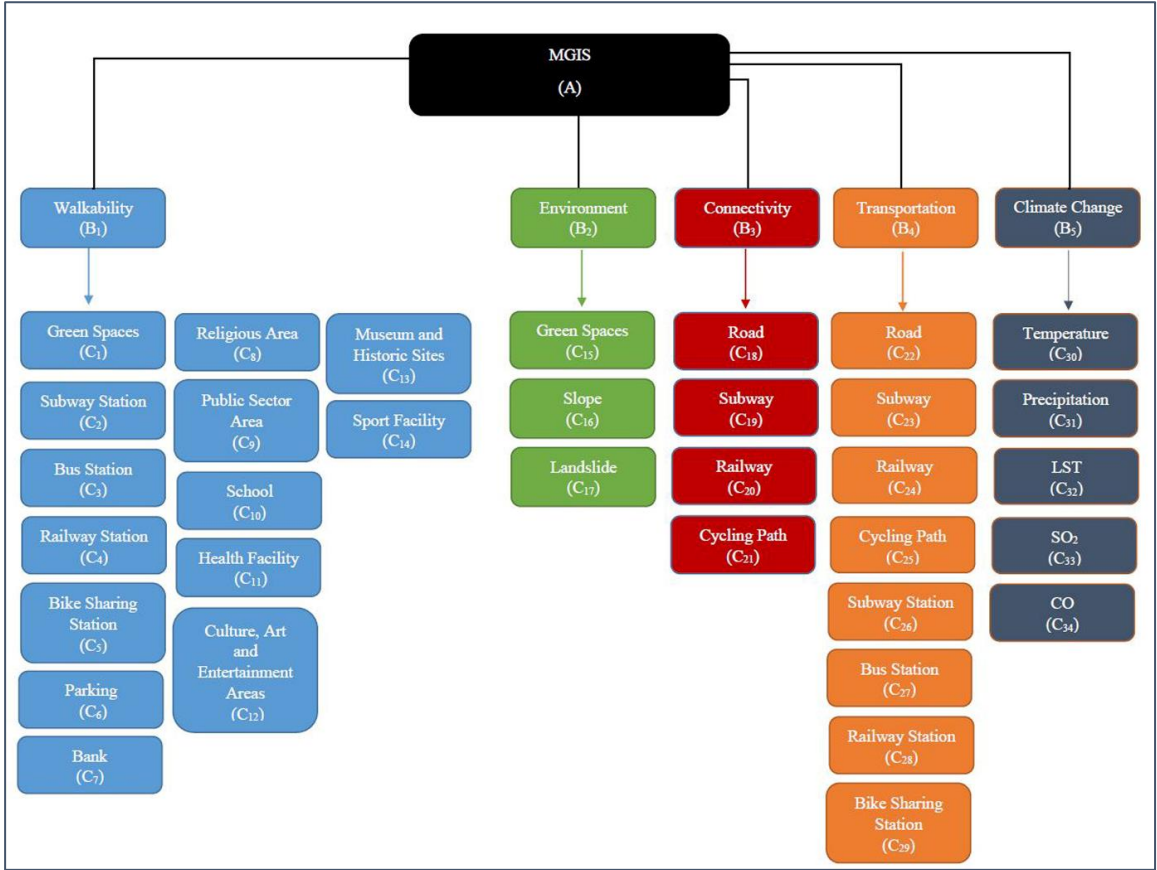 MGIS
(A)
Walkability
(B₁)
Environment
(B₂)
Connectivity
(B₃)
Transportation
(B₄)
Climate Change
(B₅)
Green Spaces
(C₁)
Subway Station
(C₂)
Bus Station
(C₃)
Railway Station
(C₄)
Bike Sharing
Station
(C₅)
Parking
(C₆)
Bank
(C₇)
Religious Area
(C₈)
Public Sector
Area
(C₉)
School
(C₁₀)
Health Facility
(C₁₁)
Culture, Art
and
Entertainment
Areas
(C₁₂)
Museum and
Historic Sites
(C₁₃)
Sport Facility
(C₁₄)
Green Spaces
(C₁₅)
Slope
(C₁₆)
Landslide
(C₁₇)
Road
(C₁₈)
Subway
(C₁₉)
Railway
(C₂₀)
Cycling Path
(C₂₁)
Road
(C₂₂)
Subway
(C₂₃)
Railway
(C₂₄)
Cycling Path
(C₂₅)
Subway Station
(C₂₆)
Bus Station
(C₂₇)
Railway Station
(C₂₈)
Bike Sharing
Station
(C₂₉)
Temperature
(C₃₀)
Precipitation
(C₃₁)
LST
(C₃₂)
SO₂
(C₃₃)
CO
(C₃₄)